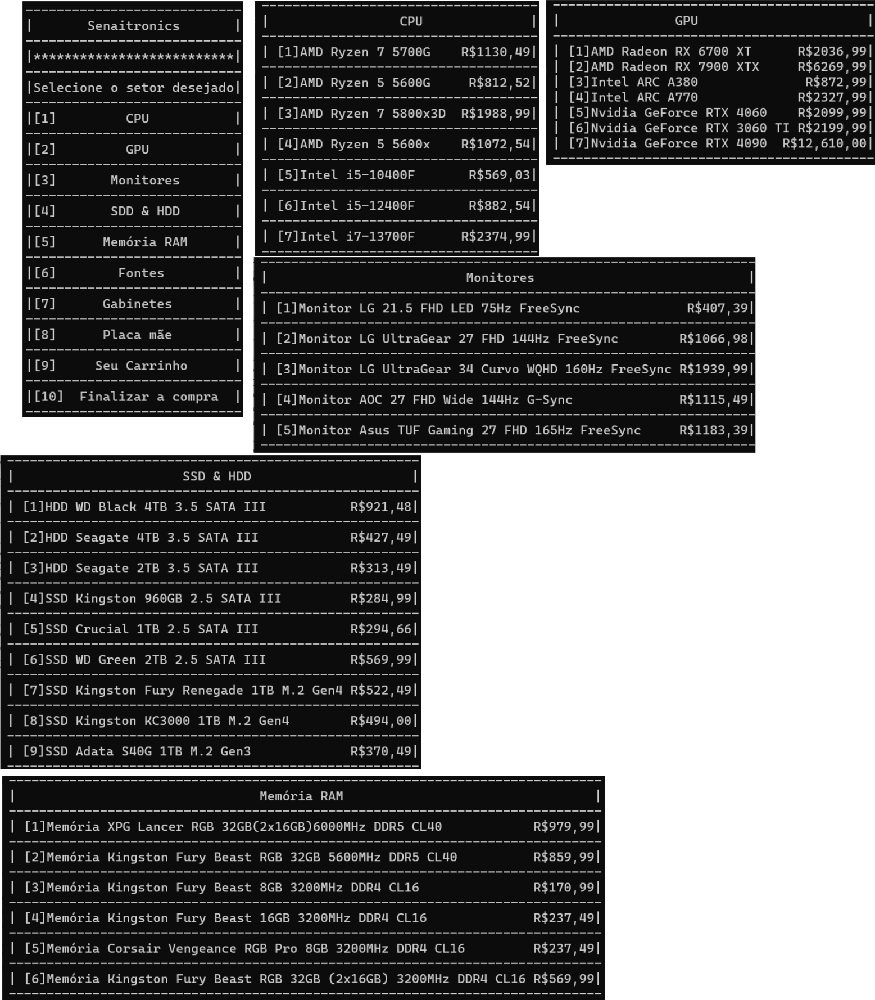 Senaitronics
|**************************|
Selecione o setor desejado
[1] CPU
[2] GPU
[3] Monitores
[4] SDD & HDD
[5] Memória RAM
[6] Fontes
[7] Gabinetes
[8] Placa mãe
[9] Seu Carrinho
[10] Finalizar a compra
CPU
[1]AMD Ryzen 7 5700G R$1130,49
[2]AMD Ryzen 5 5600G R$812,52
[3]AMD Ryzen 7 5800x3D R$1988,99
[4]AMD Ryzen 5 5600x R$1072,54
[5]Intel i5-10400F R$569,03
[6]Intel i5-12400F R$882,54
[7]Intel i7-13700F R$2374,99
GPU
[1]AMD Radeon RX 6700 XT R$2036,99
[2]AMD Radeon RX 7900 XTX R$6269,99
[3]Intel ARC A380 R$872,99
[4]Intel ARC A770 R$2327,99
[5]Nvidia GeForce RTX 4060 R$2099,99
[6]Nvidia GeForce RTX 3060 TI R$2199,99
[7]Nvidia GeForce RTX 4090 R$12,610,00
Monitores
[1]Monitor LG 21.5 FHD LED 75Hz FreeSync R$407,39
[2]Monitor LG UltraGear 27 FHD 144Hz FreeSync R$1066,98
[3]Monitor LG UltraGear 34 Curvo WQHD 160Hz FreeSync R$1939,99
[4]Monitor AOC 27 FHD Wide 144Hz G-Sync R$1115,49
[5]Monitor Asus TUF Gaming 27 FHD 165Hz FreeSync R$1183,39
SSD & HDD
[1]HDD WD Black 4TB 3.5 SATA III R$921,48
[2]HDD Seagate 4TB 3.5 SATA III R$427,49
[3]HDD Seagate 2TB 3.5 SATA III R$313,49
[4]SSD Kingston 960GB 2.5 SATA III R$284,99
[5]SSD Crucial 1TB 2.5 SATA III R$294,66
[6]SSD WD Green 2TB 2.5 SATA III R$569,99
[7]SSD Kingston Fury Renegade 1TB M.2 Gen4 R$522,49
[8]SSD Kingston KC3000 1TB M.2 Gen4 R$494,00
[9]SSD Adata S40G 1TB M.2 Gen3 R$370,49
Memória RAM
[1]Memória XPG Lancer RGB 32GB(2x16GB)6000MHz DDR5 CL40 R$979,99
[2]Memória Kingston Fury Beast RGB 32GB 5600MHz DDR5 CL40 R$859,99
[3]Memória Kingston Fury Beast 8GB 3200MHz DDR4 CL16 R$170,99
[4]Memória Kingston Fury Beast 16GB 3200MHz DDR4 CL16 R$237,49
[5]Memória Corsair Vengeance RGB Pro 8GB 3200MHz DDR4 CL16 R$237,49
[6]Memória Kingston Fury Beast RGB 32GB (2x16GB) 3200MHz DDR4 CL16 R$569,99